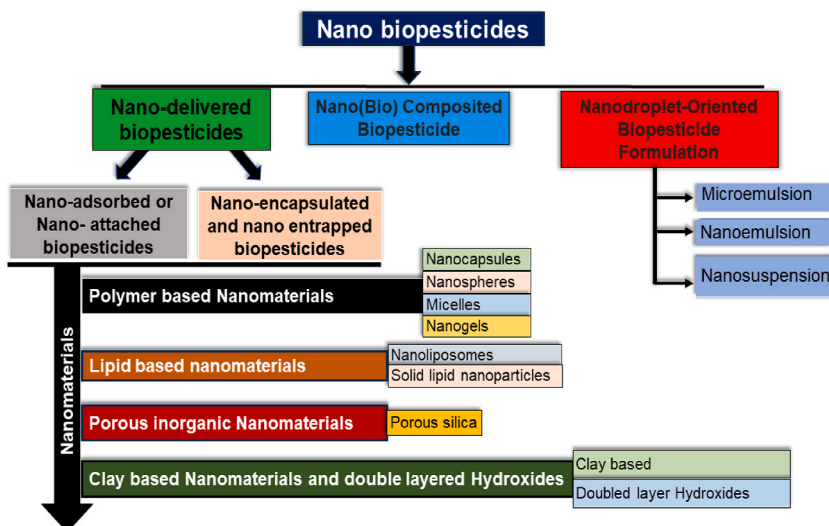 Nano biopesticides
Nano-delivered
biopesticides
Nano(Bio) Composited
Biopesticide
Nanodroplet-Oriented
Biopesticide
Formulation
Nano-adsorbed or
Nano- attached
biopesticides
Nano-encapsulated
and nano entrapped
biopesticides
Microemulsion
Nanoemulsion
Nanosuspension
Nanomaterials
Polymer based Nanomaterials
Nanocapsules
Nanospheres
Micelles
Nanogels
Lipid based nanomaterials
Nanoliposomes
Solid lipid nanoparticles
Porous inorganic Nanomaterials
Porous silica
Clay based Nanomaterials and double layered Hydroxides
Clay based
Doubled layer Hydroxides